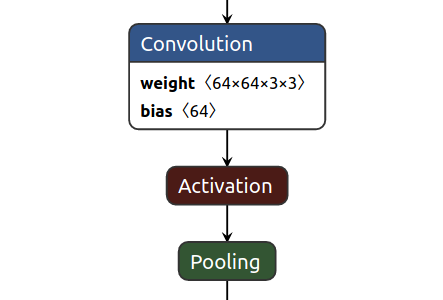 Convolution
weight 〈64×64×3×3〉
bias 〈64〉
Activation
Pooling